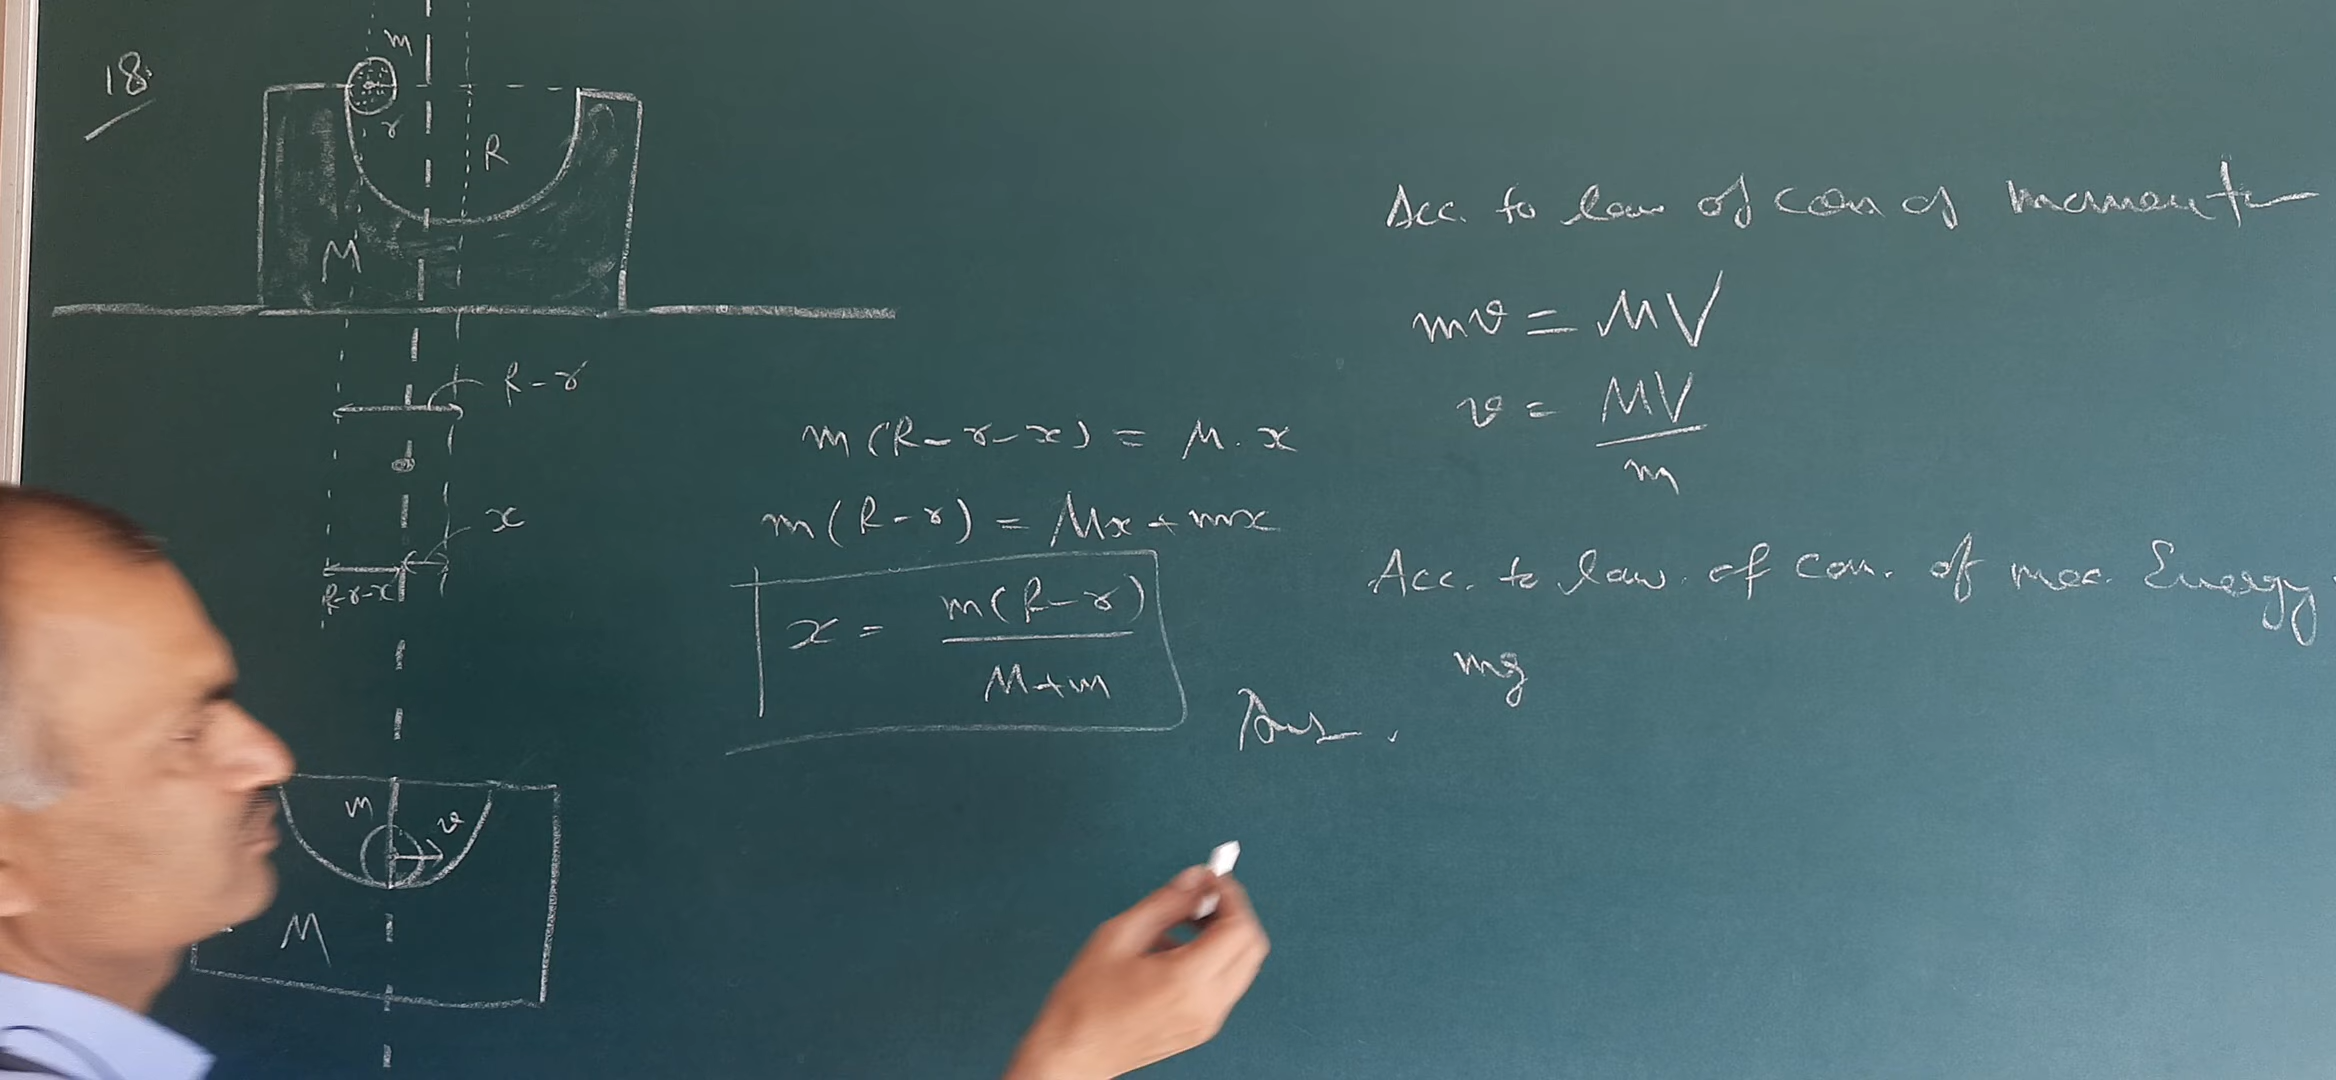 18.
m
r
R
M
R-r
x
R-r-x
m
v
M
m(R-r-x) = M.x
m(R-r) = Mx+mx
x = m(R-r)
M+m
Ans.
Acc. to law of con of
mv = MV
v = MV
m
Acc. to law. of con. of mec. Energy.
mg